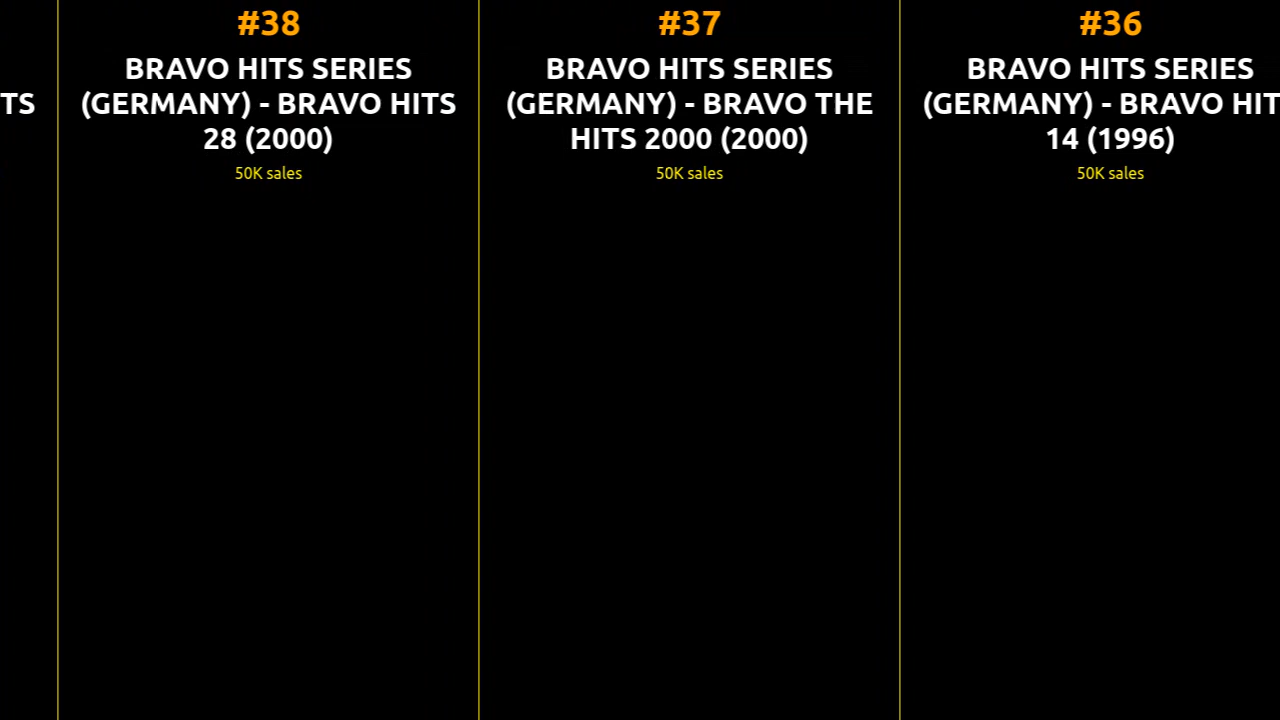 TS
#38
BRAVO HITS SERIES
(GERMANY) - BRAVO HITS
28 (2000)
50K sales
#37
BRAVO HITS SERIES
(GERMANY) - BRAVO THE
HITS 2000 (2000)
50K sales
#36
BRAVO HITS SERIES
(GERMANY) - BRAVO HIT
14 (1996)
50K sales